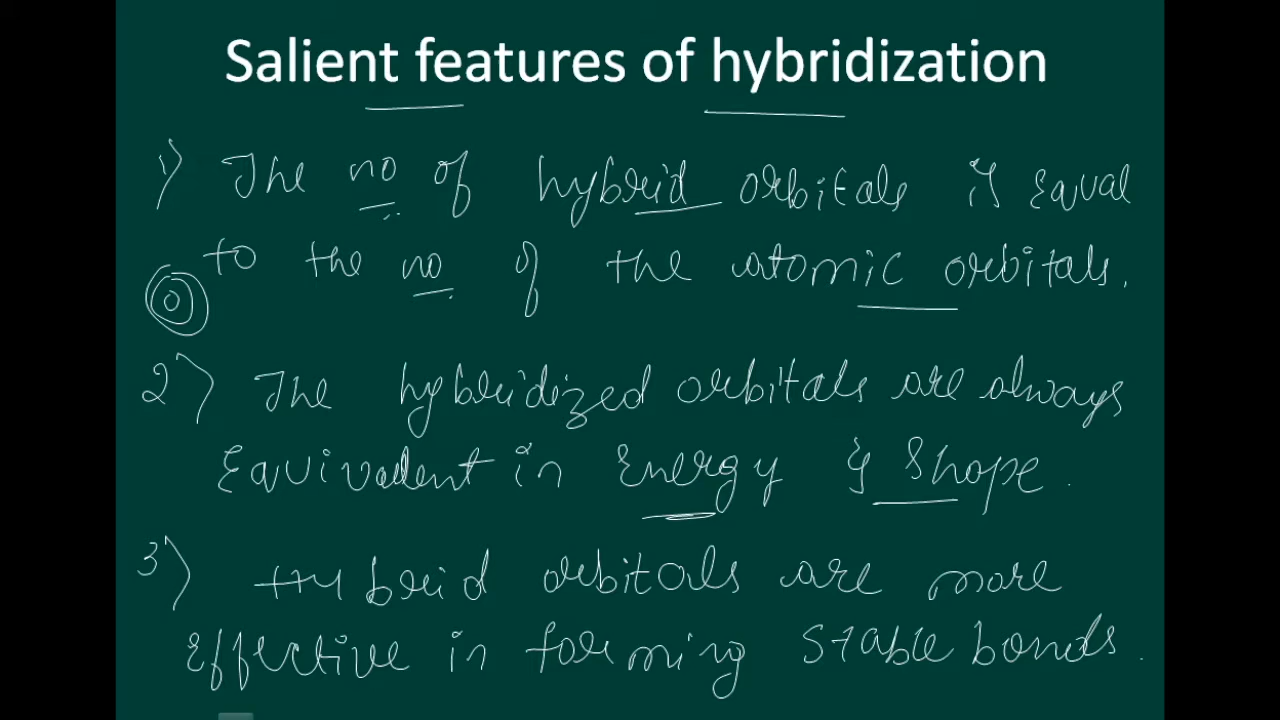 Salient features of hybridization
1) The no of hybrid orbitals is Equal
to the no of the atomic orbitals.
2) The hybridized orbitals are always
Equivalent in Energy & Shape.
3) Hybrid orbitals are more
Effective in forming stable bonds.